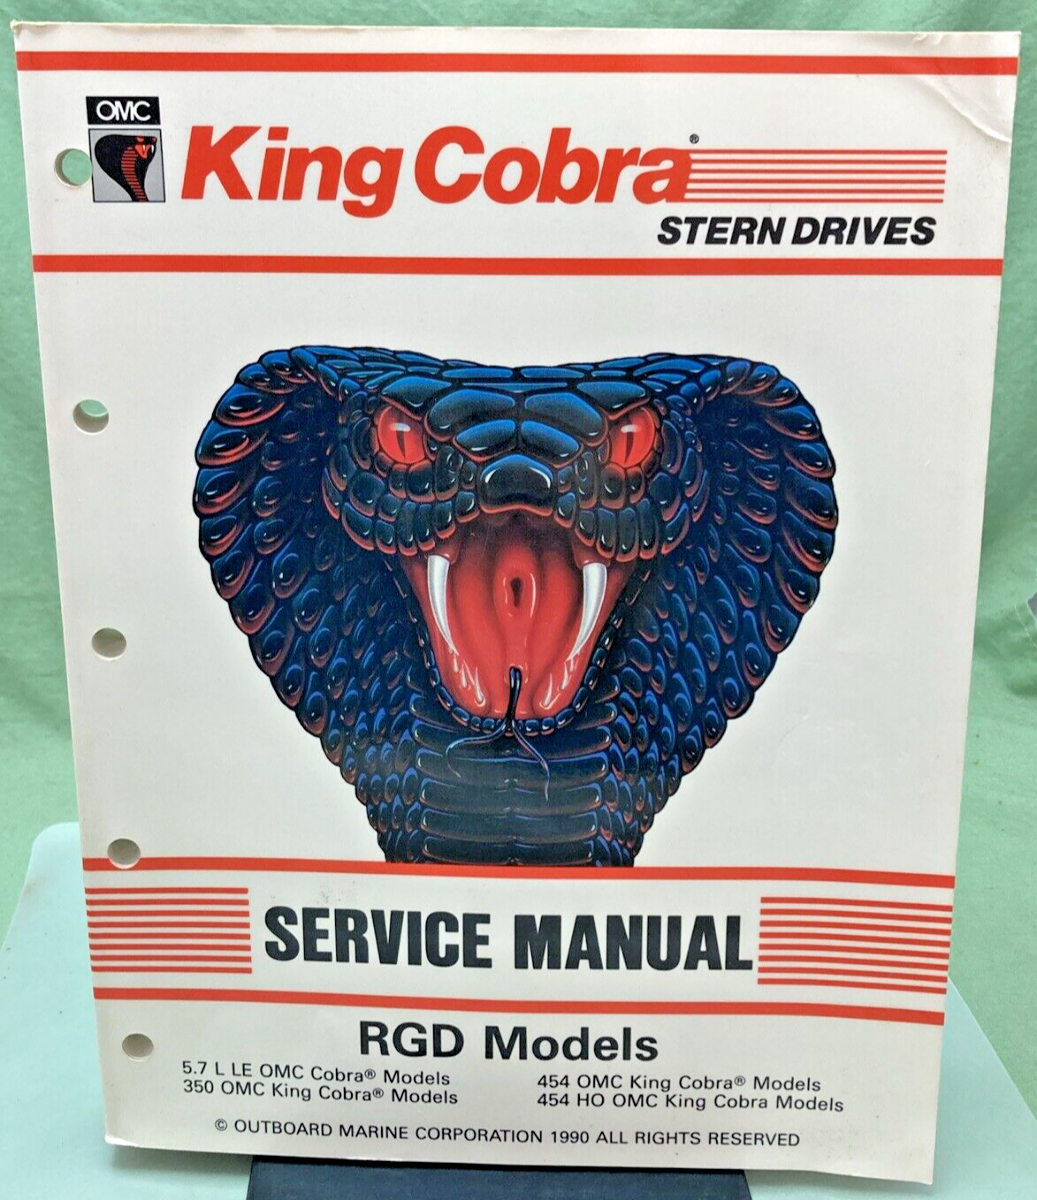 OMC
King Cobra®
STERN DRIVES
SERVICE MANUAL
RGD Models
5.7 L LE OMC Cobra® Models
350 OMC King Cobra® Models
454 OMC King Cobra® Models
454 HO OMC King Cobra Models
© OUTBOARD MARINE CORPORATION 1990 ALL RIGHTS RESERVED